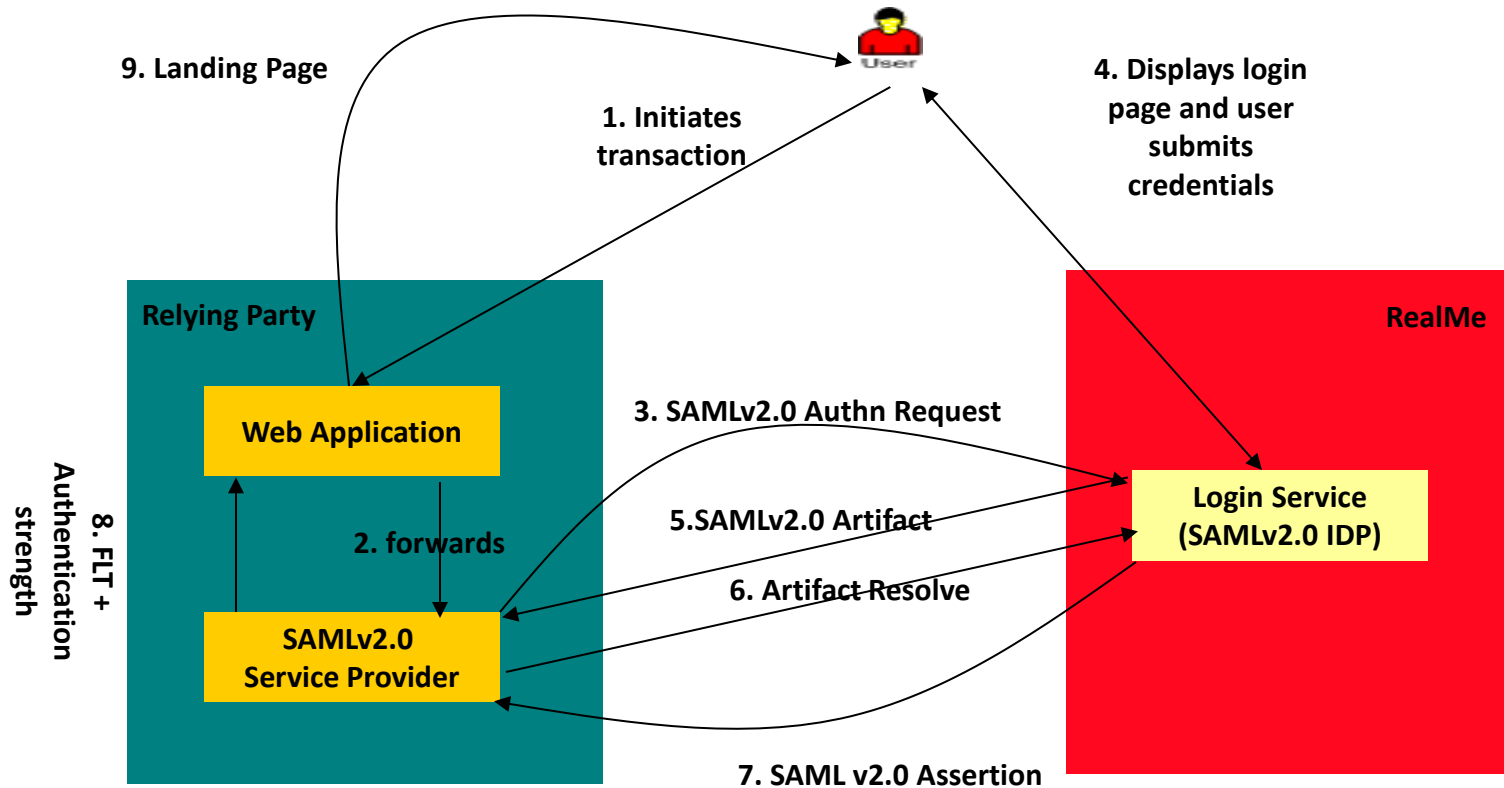 User
9. Landing Page
4. Displays login
page and user
submits
credentials
1. Initiates
transaction
Relying Party
RealMe
Web Application
3. SAMLv2.0 Authn Request
Login Service
(SAMLv2.0 IDP)
5.SAMLv2.0 Artifact
2. forwards
8. FLT +
Authentication
strength
6. Artifact Resolve
SAMLv2.0
Service Provider
7. SAML v2.0 Assertion